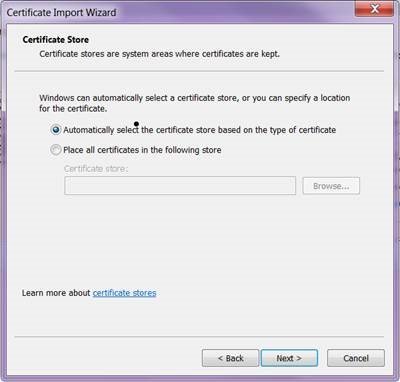 Certificate Import Wizard
Certificate Store
Certificate stores are system areas where certificates are kept.
Windows can automatically select a certificate store, or you can specify a location
for the certificate.
Automatically select the certificate store based on the type of certificate
Place all certificates in the following store
Certificate store:
Browse...
Learn more about certificate stores
< Back Next > Cancel